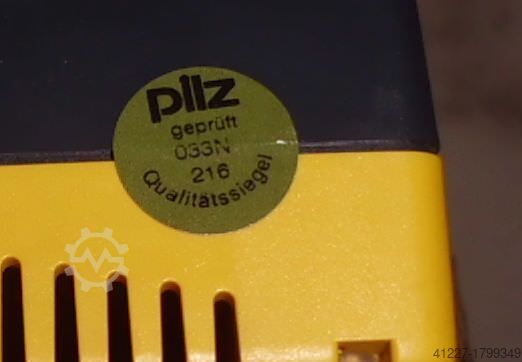 pilz
geprüft
033N
216
Qualitätssiegel
41227-1799349